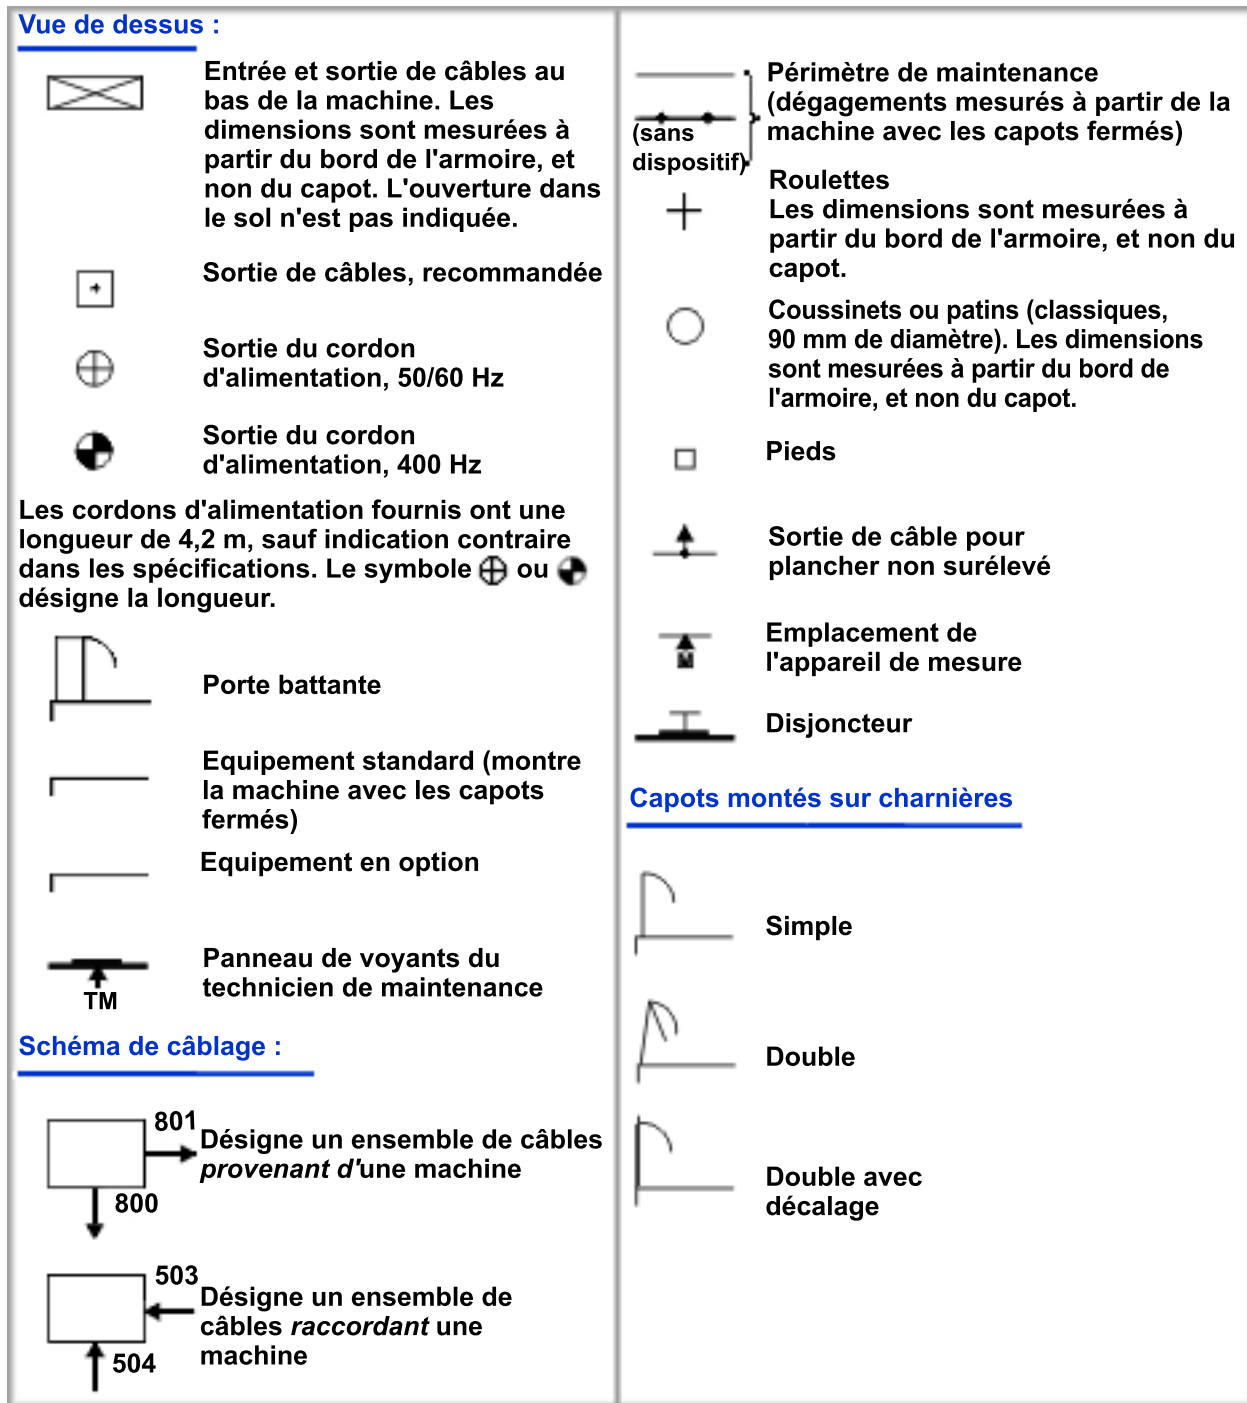 Vue de dessus :
Entrée et sortie de câbles au
bas de la machine. Les
dimensions sont mesurées à
partir du bord de l'armoire, et
non du capot. L'ouverture dans
le sol n'est pas indiquée.
Sortie de câbles, recommandée
Sortie du cordon
d'alimentation, 50/60 Hz
Sortie du cordon
d'alimentation, 400 Hz
Les cordons d'alimentation fournis ont une
longueur de 4,2 m, sauf indication contraire
dans les spécifications. Le symbole ou
désigne la longueur.
Porte battante
Equipement standard (montre
la machine avec les capots
fermés)
Equipement en option
Panneau de voyants du
technicien de maintenance
TM
Schéma de câblage :
801
Désigne un ensemble de câbles
provenant d'une machine
800
503
Désigne un ensemble de
câbles raccordant une
machine
504
Périmètre de maintenance
(dégagements mesurés à partir de la
machine avec les capots fermés)
(sans
dispositif)
Roulettes
Les dimensions sont mesurées à
partir du bord de l'armoire, et non du
capot.
Coussinets ou patins (classiques,
90 mm de diamètre). Les dimensions
sont mesurées à partir du bord de
l'armoire, et non du capot.
Pieds
Sortie de câble pour
plancher non surélevé
Emplacement de
l'appareil de mesure
M
Disjoncteur
Capots montés sur charnières
Simple
Double
Double avec
décalage